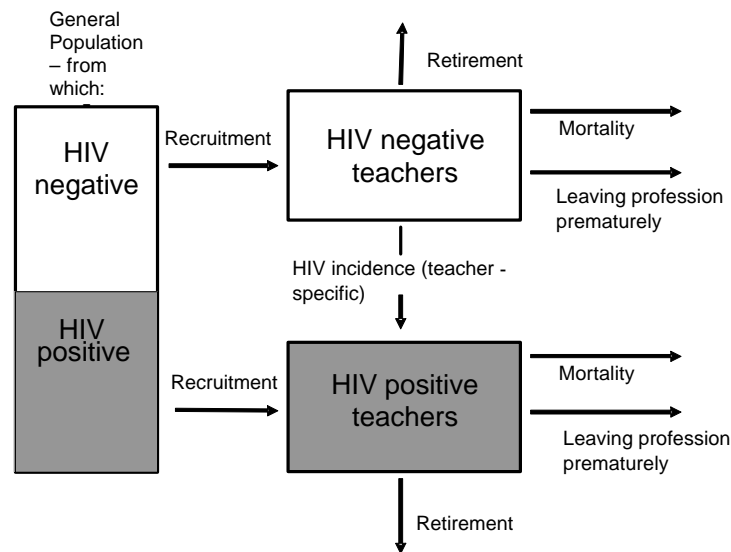 General
Population
– from
which:
HIV
negative
HIV
positive
Recruitment
Recruitment
Retirement
HIV negative
teachers
Mortality
Leaving profession
prematurely
HIV incidence (teacher -
specific)
HIV positive
teachers
Mortality
Leaving profession
prematurely
Retirement